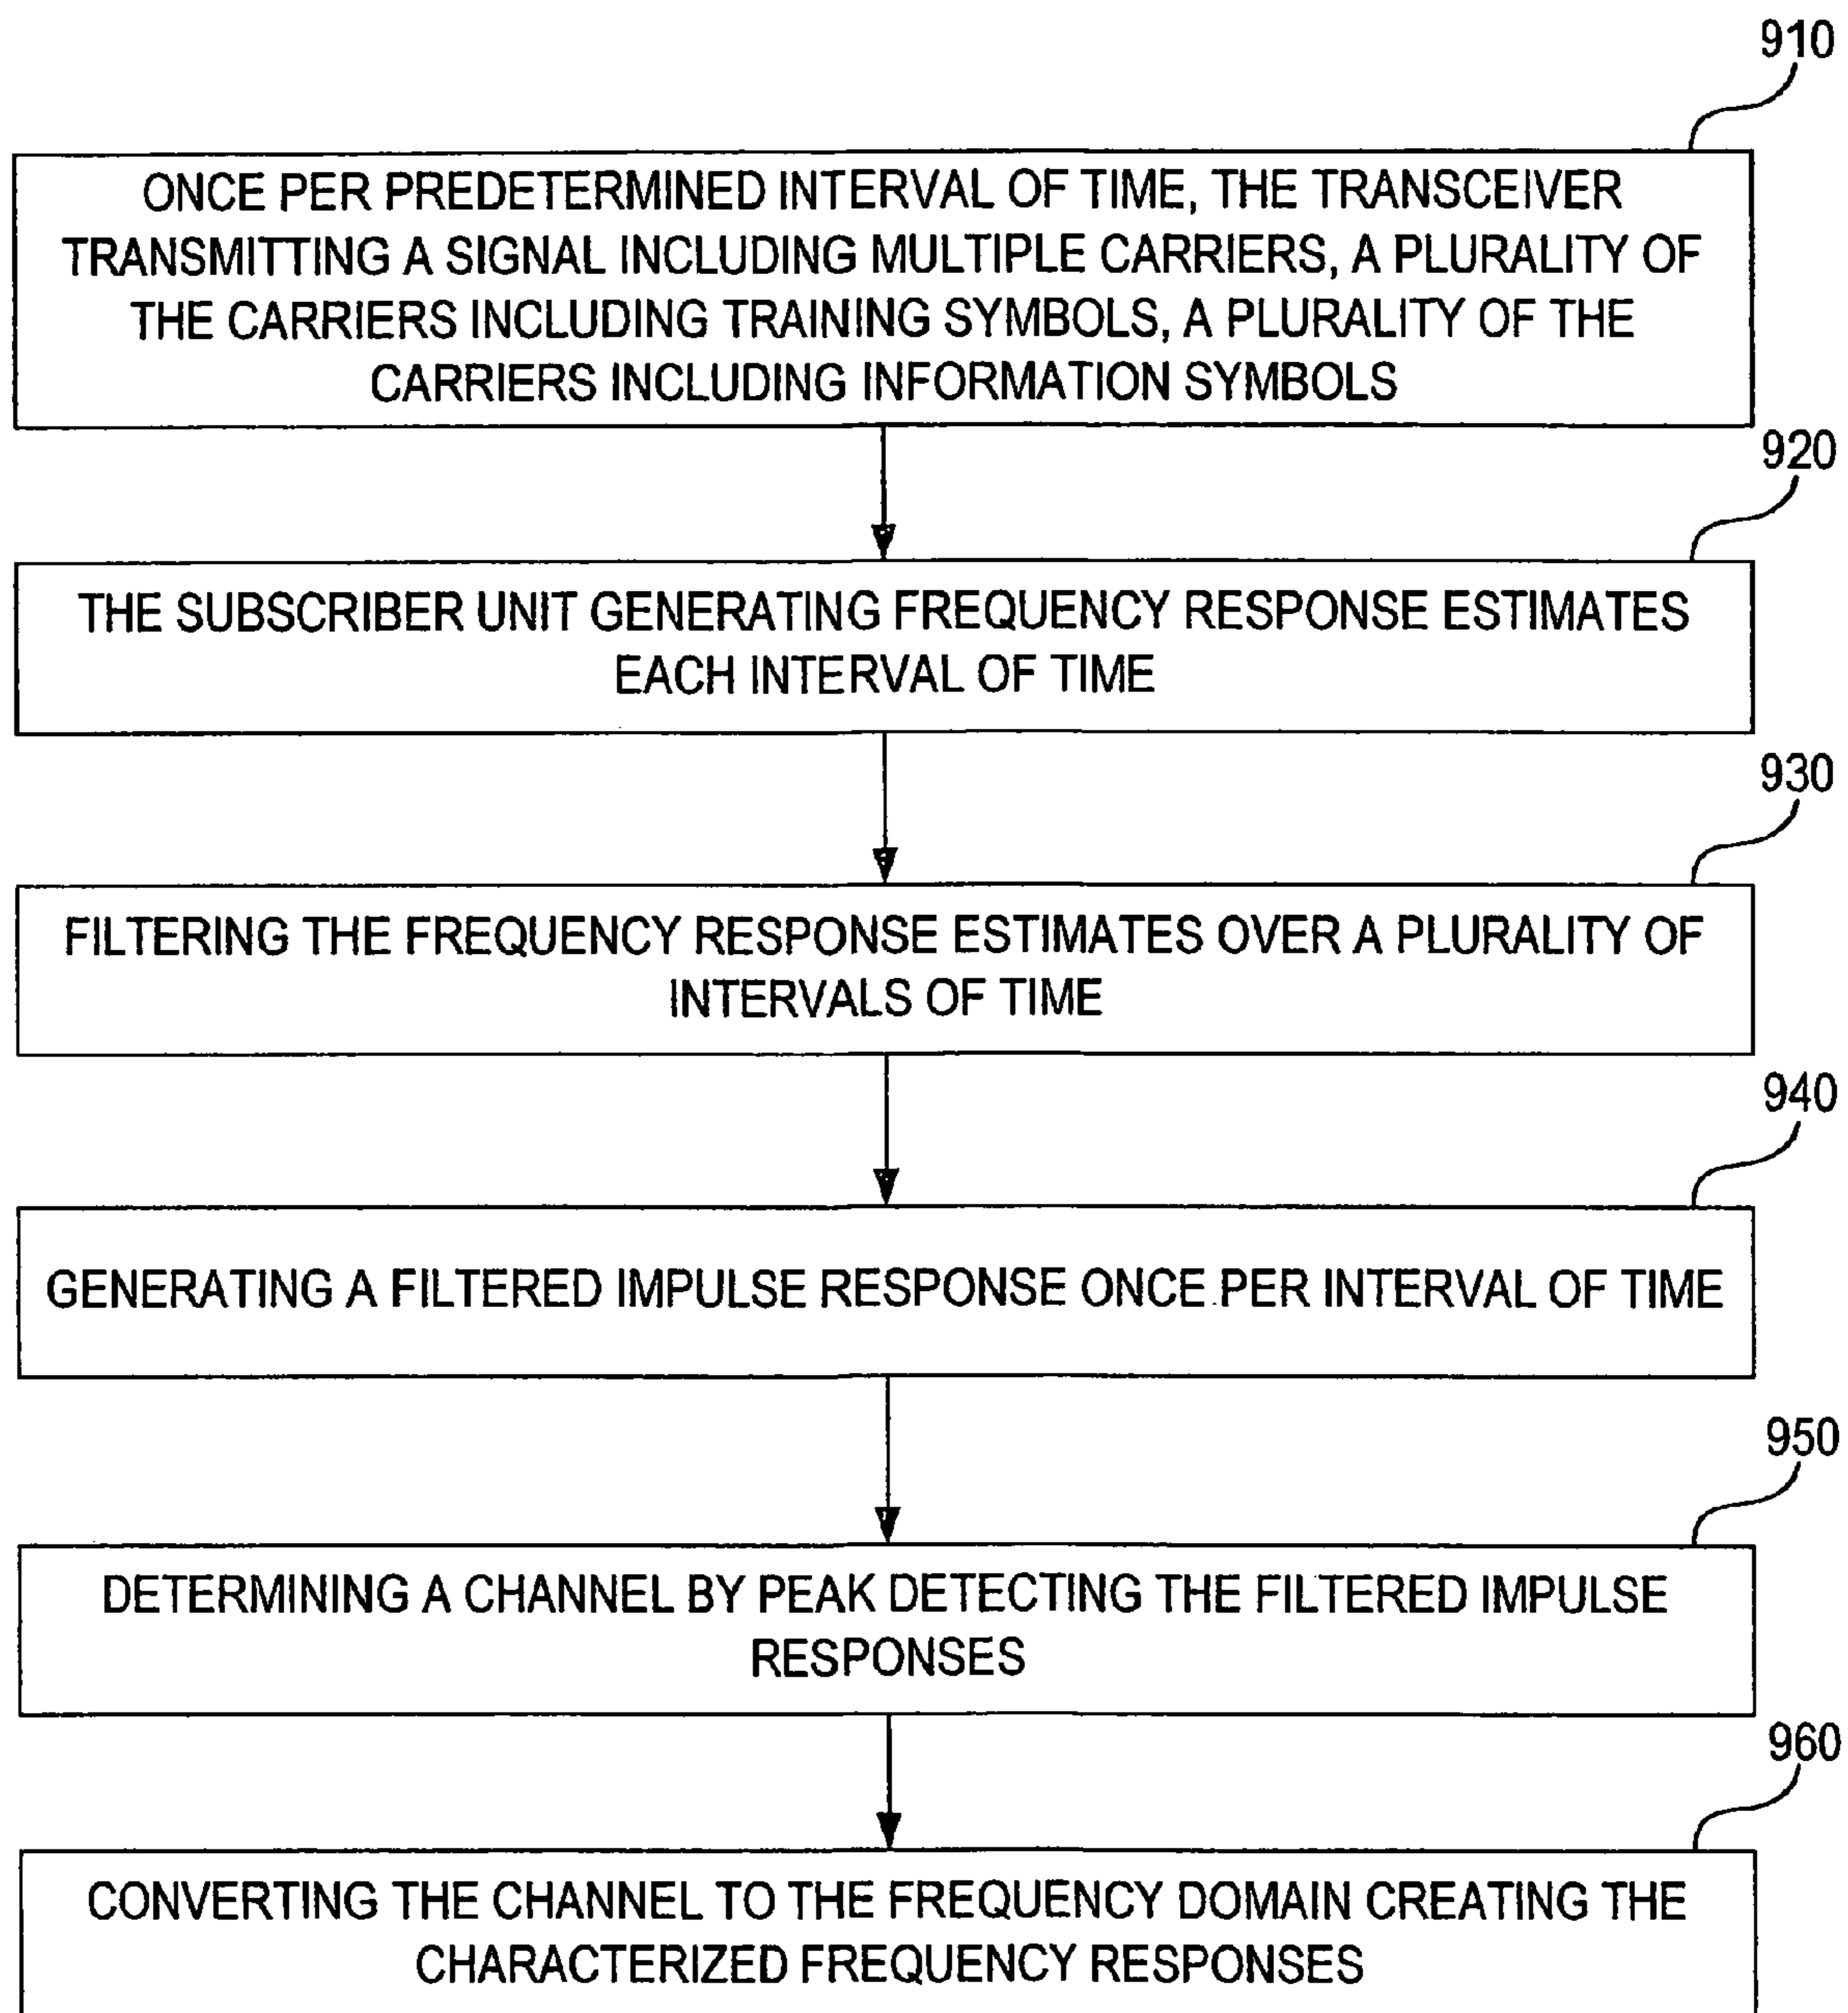 910
ONCE PER PREDETERMINED INTERVAL OF TIME, THE TRANSCEIVER
TRANSMITTING A SIGNAL INCLUDING MULTIPLE CARRIERS, A PLURALITY OF
THE CARRIERS INCLUDING TRAINING SYMBOLS, A PLURALITY OF THE
CARRIERS INCLUDING INFORMATION SYMBOLS
920
THE SUBSCRIBER UNIT GENERATING FREQUENCY RESPONSE ESTIMATES
EACH INTERVAL OF TIME
930
FILTERING THE FREQUENCY RESPONSE ESTIMATES OVER A PLURALITY OF
INTERVALS OF TIME
940
GENERATING A FILTERED IMPULSE RESPONSE ONCE PER INTERVAL OF TIME
950
DETERMINING A CHANNEL BY PEAK DETECTING THE FILTERED IMPULSE
RESPONSES
960
CONVERTING THE CHANNEL TO THE FREQUENCY DOMAIN CREATING THE
CHARACTERIZED FREQUENCY RESPONSES